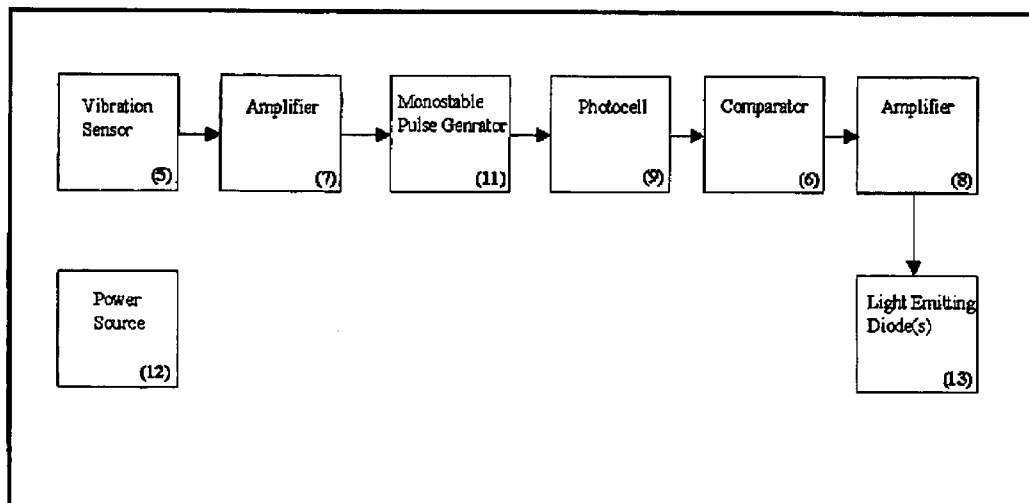 Vibration
Sensor
(5)
Amplifier
(7)
Monostable
Pulse Genrator
(11)
Photocell
(9)
Comparator
(6)
Amplifier
(8)
Power
Source
(12)
Light Emitting
Diode(s)
(13)